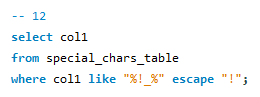 -- 12
select col1
from special_chars_table
where col1 like "%!_%" escape "!";